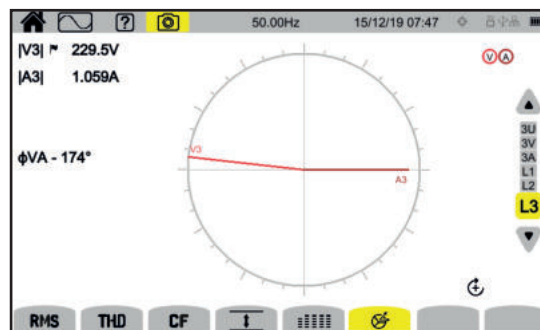 ? 50.00Hz 15/12/19 07:47
|V3| 229.5V
|A3| 1.059A
V A
3U
3V
3A
L1
L2
L3
V3
A3
ϕVA - 174°
RMS THD CF